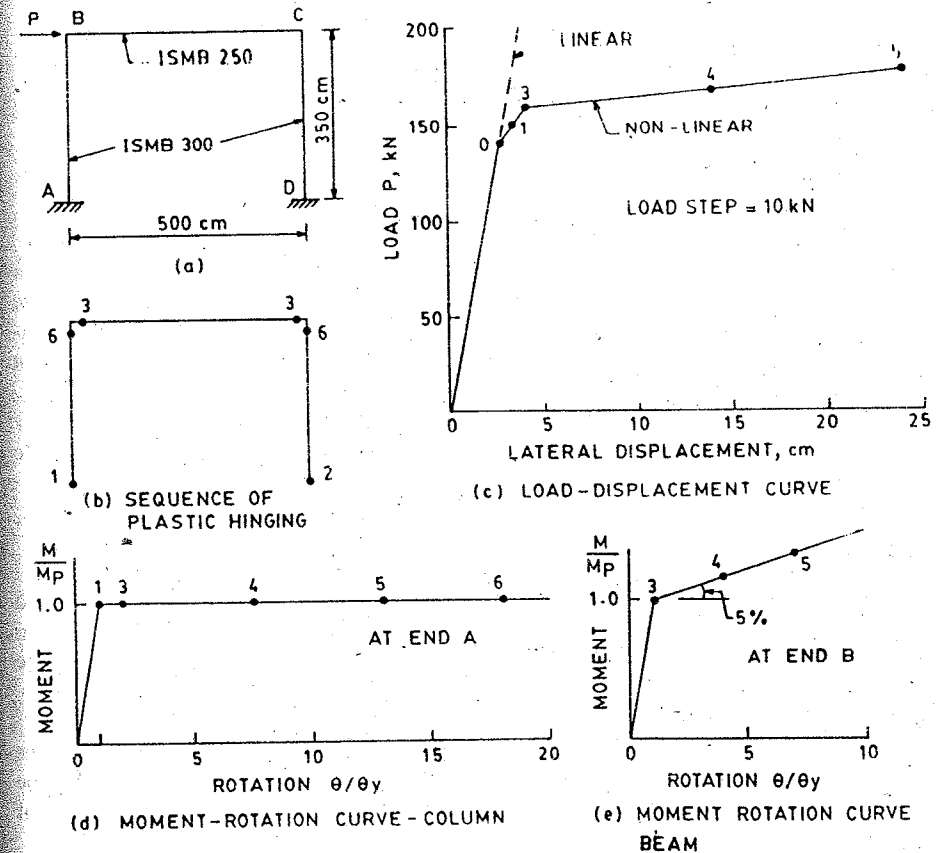 P
B
C
.. ISMB 250
ISMB 300
350 cm
A
D
500 cm
(a)
3
3
6
6
1
2
(b) SEQUENCE OF
PLASTIC HINGING
200
150
100
50
LOAD P, kN
LINEAR
0
1
3
4
NON-LINEAR
LOAD STEP = 10 kN
0
5
10
15
20
25
LATERAL DISPLACEMENT, cm
(c) LOAD-DISPLACEMENT CURVE
M
MP
1.0
MOMENT
1
3
4
5
6
AT END A
0
5
10
15
20
ROTATION θ/θy
(d) MOMENT-ROTATION CURVE-COLUMN
M
MP
1.0
MOMENT
3
4
5
5%
AT END B
0
5
10
ROTATION θ/θy
(e) MOMENT ROTATION CURVE
BEAM